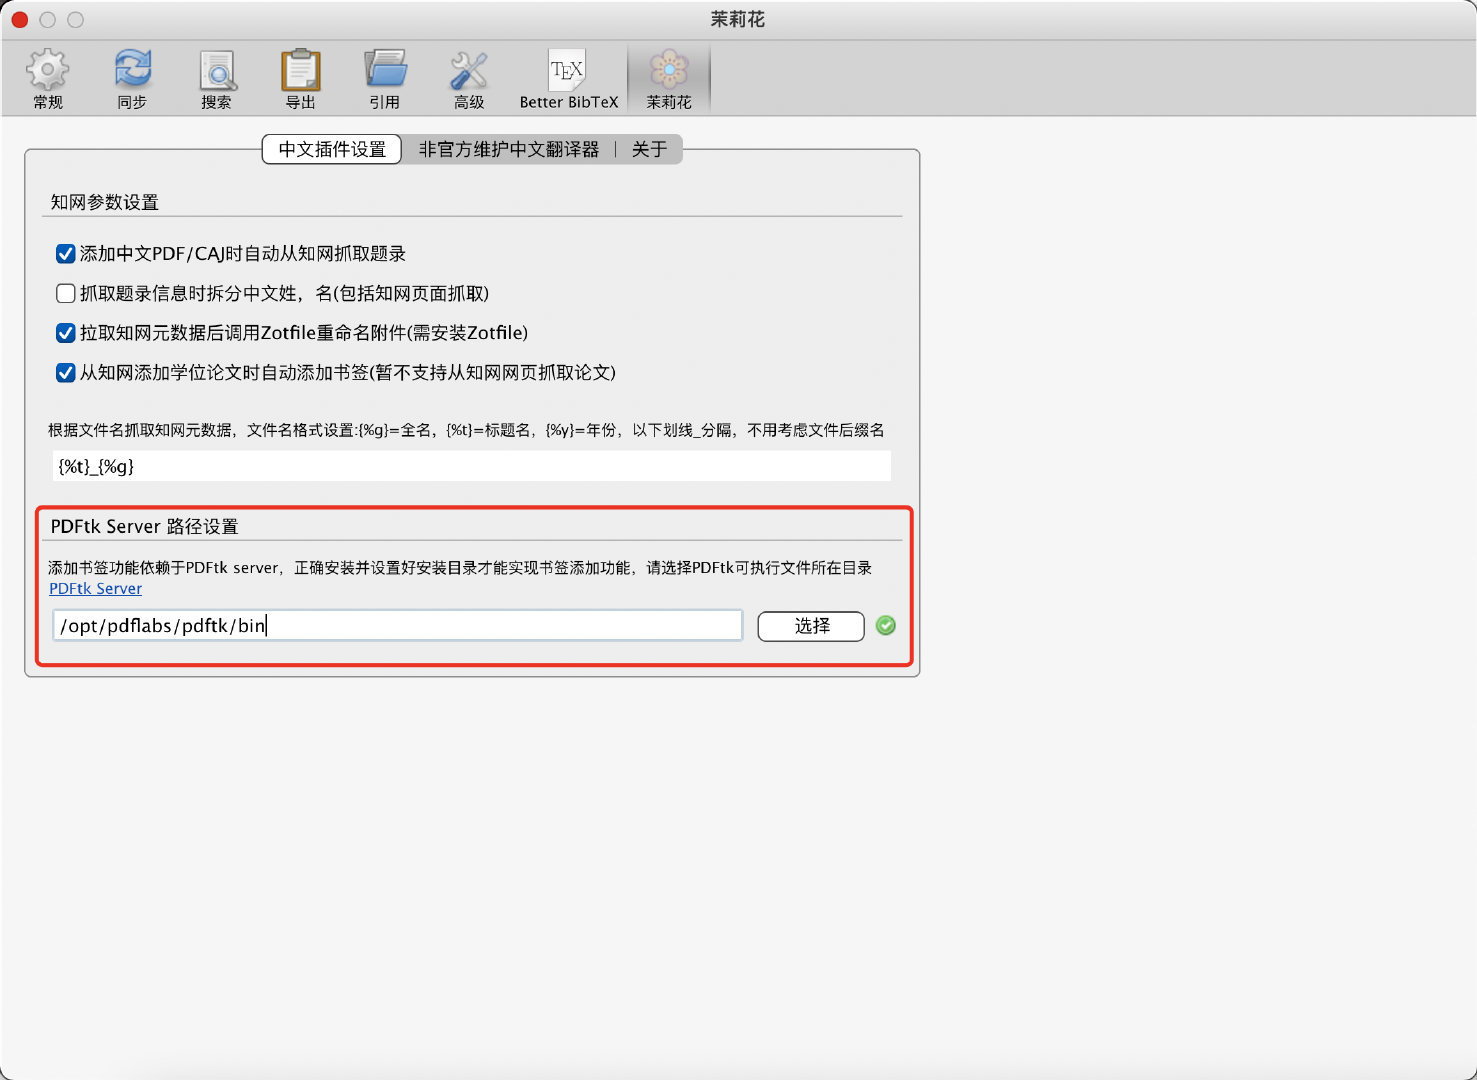 茉莉花
常规
同步
搜索
导出
引用
高级
TEX
Better BibTeX
茉莉花
中文插件设置
非官方维护中文翻译器
关于
知网参数设置
添加中文PDF/CAJ时自动从知网抓取题录
抓取题录信息时拆分中文姓，名(包括知网页面抓取)
拉取知网元数据后调用Zotfile重命名附件(需安装Zotfile)
从知网添加学位论文时自动添加书签(暂不支持从知网网页抓取论文)
根据文件名抓取知网元数据，文件名格式设置:{%g}=全名，{%t}=标题名，{%y}=年份，以下划线_分隔，不用考虑文件后缀名
{%t}_{%g}
PDFtk Server 路径设置
添加书签功能依赖于PDFtk server，正确安装并设置好安装目录才能实现书签添加功能，请选择PDFtk可执行文件所在目录
PDFtk Server
/opt/pdflabs/pdftk/bin
选择